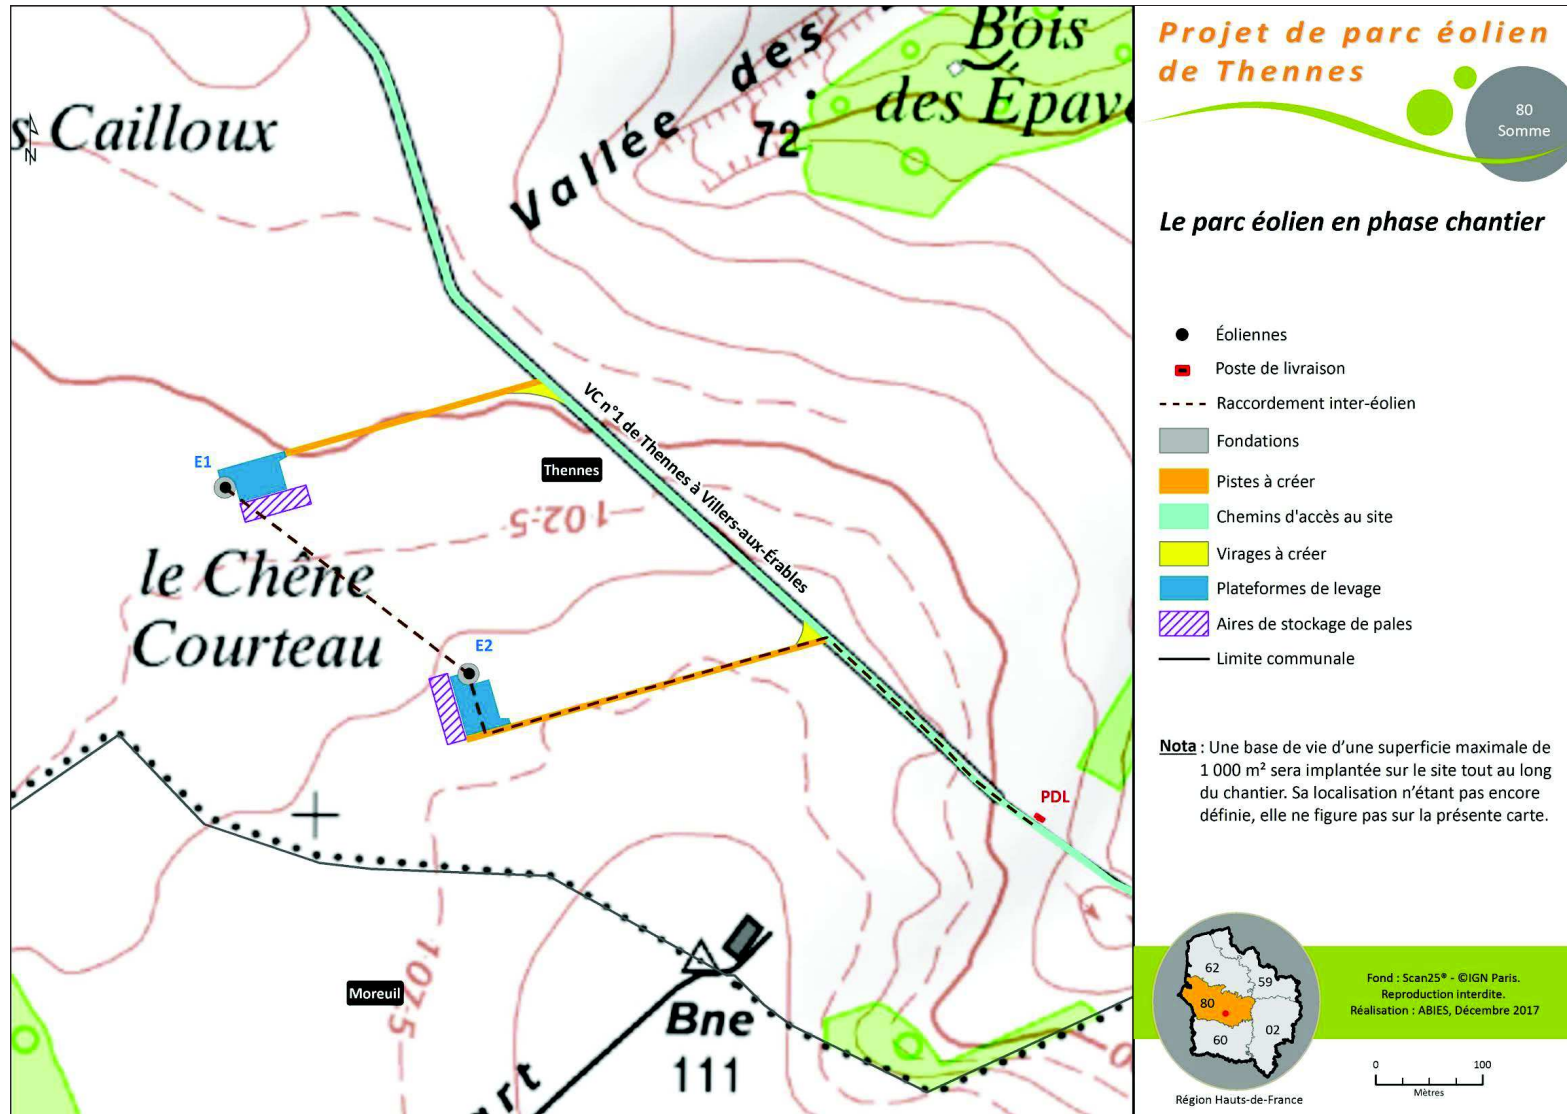 s Cailloux
N
Vallée des
Bois
des Épave
72
E1
VC n°1 de Thennes à Villers-aux-Érables
Thennes
102.5
le Chêne
Courteau
E2
PDL
Moreuil
107.5
Bne
111
art
Projet de parc éolien
de Thennes
80
Somme
Le parc éolien en phase chantier
Éoliennes
Poste de livraison
Raccordement inter-éolien
Fondations
Pistes à créer
Chemins d'accès au site
Virages à créer
Plateformes de levage
Aires de stockage de pales
Limite communale
Nota : Une base de vie d'une superficie maximale de
1 000 m² sera implantée sur le site tout au long
du chantier. Sa localisation n'étant pas encore
définie, elle ne figure pas sur la présente carte.
62
59
80
02
60
Région Hauts-de-France
Fond : Scan25® - ©IGN Paris.
Reproduction interdite.
Réalisation : ABIES, Décembre 2017
0 100
Mètres